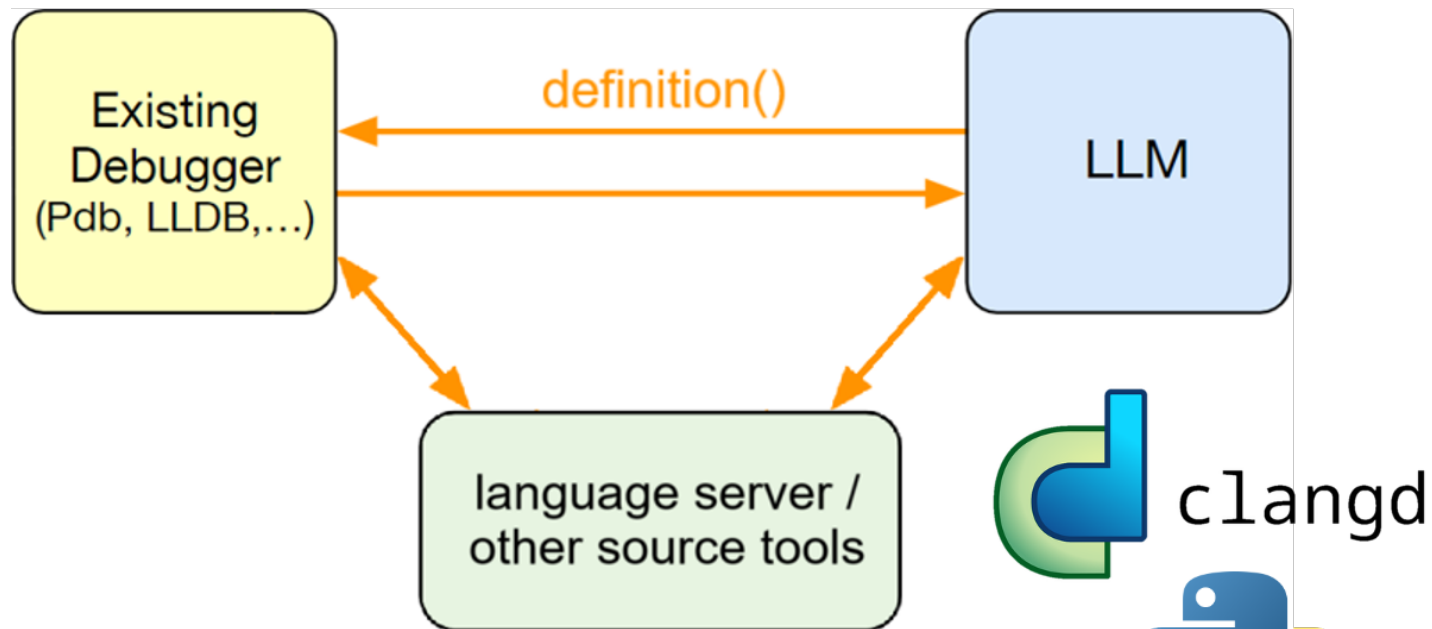 Existing
Debugger
(Pdb, LLDB,...)
definition()
LLM
language server /
other source tools
clangd